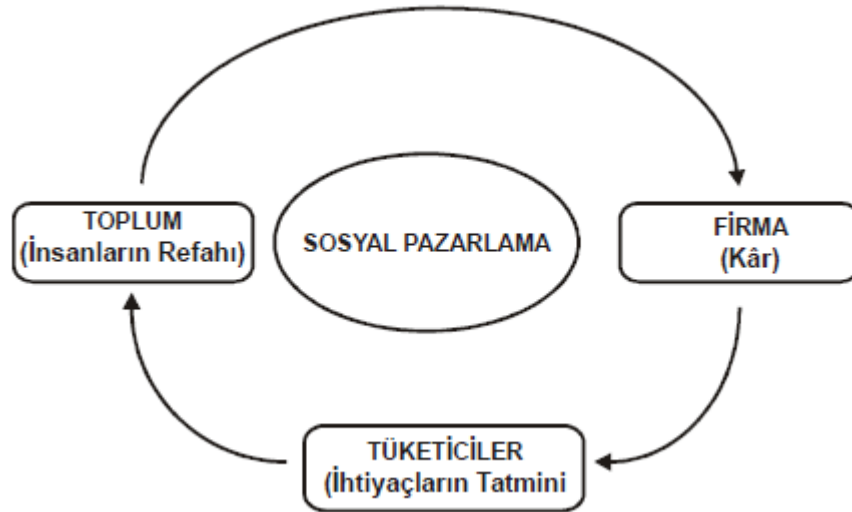 TOPLUM
(İnsanların Refahı)
SOSYAL PAZARLAMA
FİRMA
(Kâr)
TÜKETİCİLER
(İhtiyaçların Tatmini